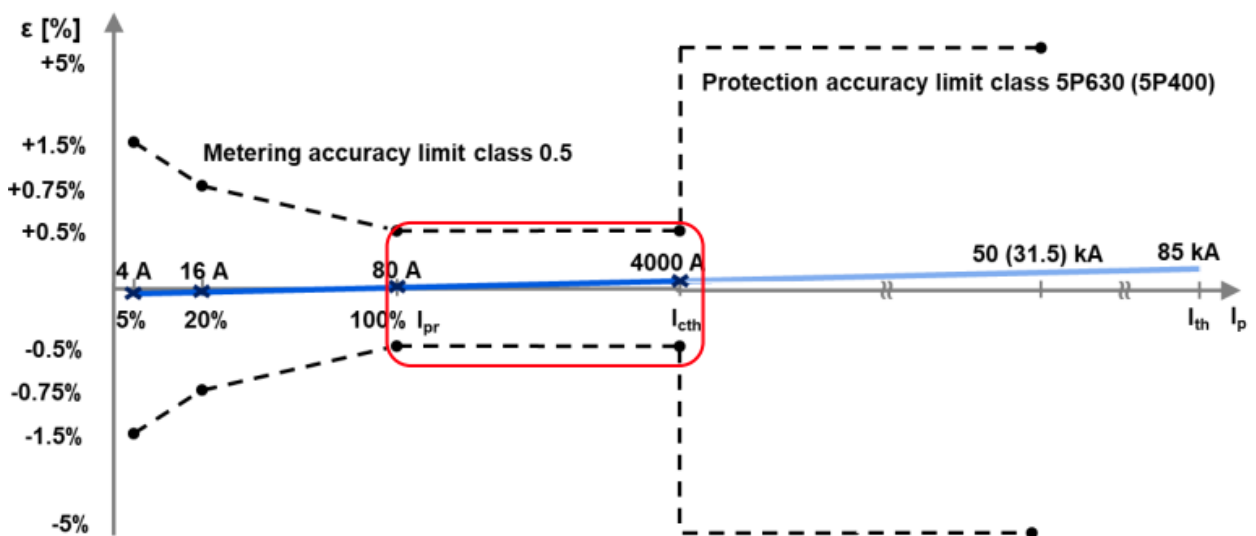 ε [%]
+5%
Protection accuracy limit class 5P630 (5P400)
+1.5%
Metering accuracy limit class 0.5
+0.75%
+0.5%
4 A 16 A 80 A 4000 A 50 (31.5) kA 85 kA
5% 20% 100% Ipr Icth Ith Ip
-0.5%
-0.75%
-1.5%
-5%